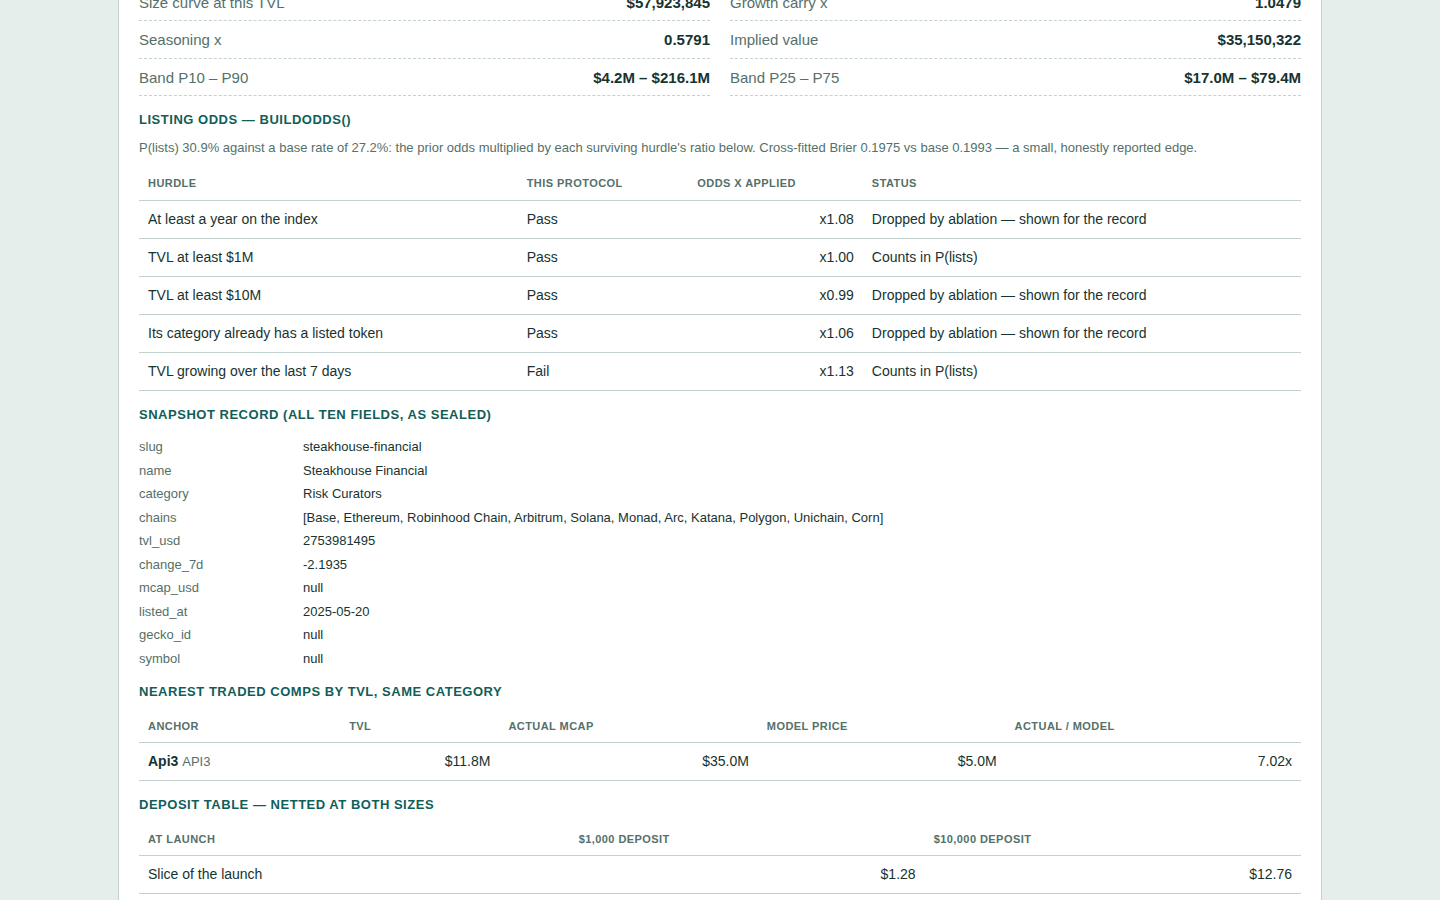 Size curve at this TVL $57,923,845 Growth carry x 1.0479
Seasoning x 0.5791 Implied value $35,150,322
Band P10 – P90 $4.2M – $216.1M Band P25 – P75 $17.0M – $79.4M
LISTING ODDS — BUILDODDS()
P(lists) 30.9% against a base rate of 27.2%: the prior odds multiplied by each surviving hurdle's ratio below. Cross-fitted Brier 0.1975 vs base 0.1993 — a small, honestly reported edge.
HURDLE THIS PROTOCOL ODDS X APPLIED STATUS
At least a year on the index Pass x1.08 Dropped by ablation — shown for the record
TVL at least $1M Pass x1.00 Counts in P(lists)
TVL at least $10M Pass x0.99 Dropped by ablation — shown for the record
Its category already has a listed token Pass x1.06 Dropped by ablation — shown for the record
TVL growing over the last 7 days Fail x1.13 Counts in P(lists)
SNAPSHOT RECORD (ALL TEN FIELDS, AS SEALED)
slug steakhouse-financial
name Steakhouse Financial
category Risk Curators
chains [Base, Ethereum, Robinhood Chain, Arbitrum, Solana, Monad, Arc, Katana, Polygon, Unichain, Corn]
tvl_usd 2753981495
change_7d -2.1935
mcap_usd null
listed_at 2025-05-20
gecko_id null
symbol null
NEAREST TRADED COMPS BY TVL, SAME CATEGORY
ANCHOR TVL ACTUAL MCAP MODEL PRICE ACTUAL / MODEL
Api3 API3 $11.8M $35.0M $5.0M 7.02x
DEPOSIT TABLE — NETTED AT BOTH SIZES
AT LAUNCH $1,000 DEPOSIT $10,000 DEPOSIT
Slice of the launch $1.28 $12.76